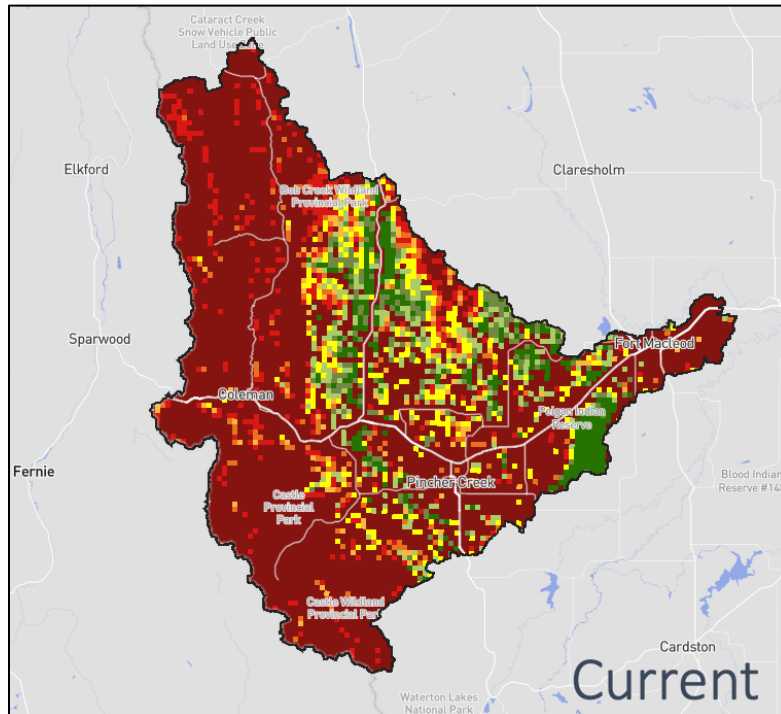 Cataract Creek
Snow Vehicle Public
Land Use Zone
Elkford
Claresholm
Bob Creek Wildland
Provincial Park
Sparwood
Fort Macleod
Coleman
Peigan Indian
Reserve
Fernie
Blood Indian
Reserve #148
Pincher Creek
Castle
Provincial
Park
Castle Wildland
Provincial Par
Cardston
Current
Waterton Lakes
National Park